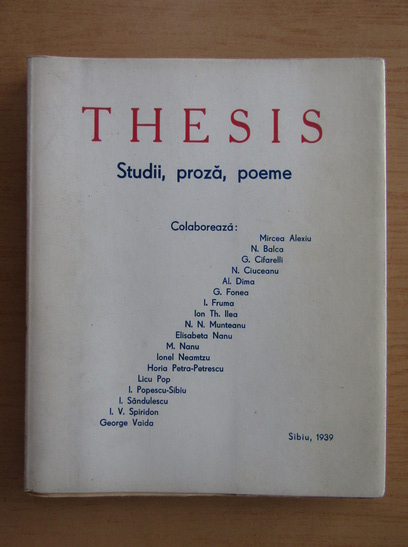 THESIS
Studii, proză, poeme
Colaborează:
Mircea Alexiu
N. Balca
G. Cifarelli
N. Ciuceanu
Al. Dima
G. Fonea
I. Fruma
Ion Th. Ilea
N. N. Munteanu
Elisabeta Nanu
M. Nanu
Ionel Neamtzu
Horia Petra-Petrescu
Licu Pop
I. Popescu-Sibiu
I. Săndulescu
I. V. Spiridon
George Vaida
Sibiu, 1939